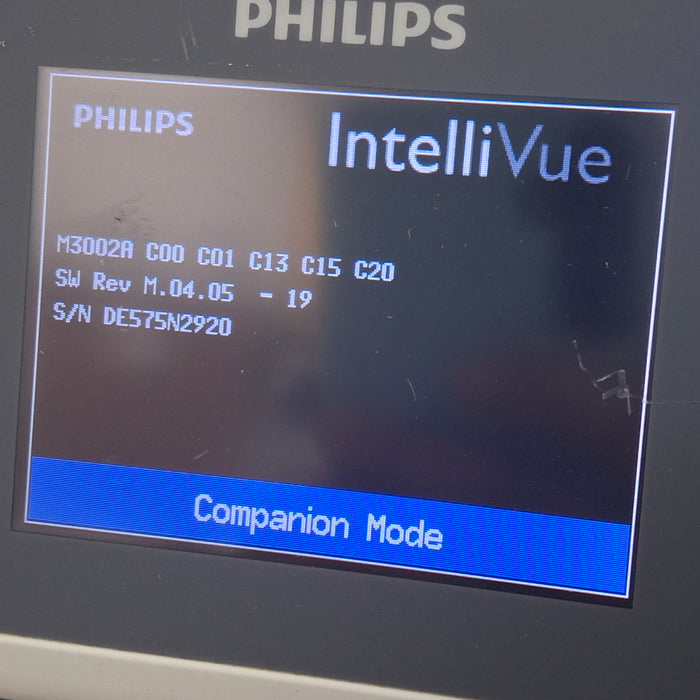 PHILIPS
PHILIPS IntelliVue
M3002A C00 C01 C13 C15 C20
SW Rev M.04.05 - 19
S/N DE575N2920
Companion Mode